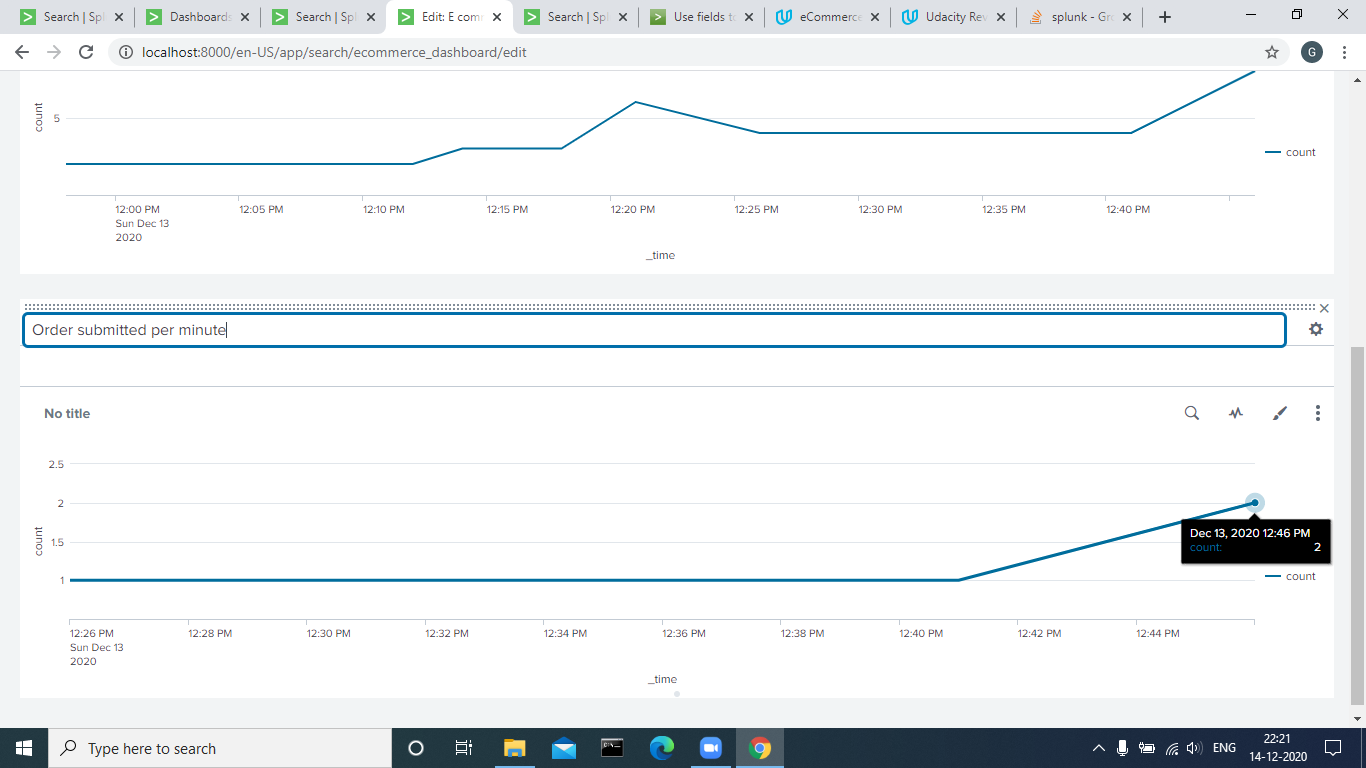 Search | Spl
Dashboards
Search | Spl
Edit: E com
Search | Spl
Use fields to
eCommerce
Udacity Rev
splunk - Gro
localhost:8000/en-US/app/search/ecommerce_dashboard/edit
G
count
5
count
12:00 PM 12:05 PM 12:10 PM 12:15 PM 12:20 PM 12:25 PM 12:30 PM 12:35 PM 12:40 PM
Sun Dec 13
2020
_time
Order submitted per minute
No title
2.5
2
1.5
1
count
Dec 13, 2020 12:46 PM
count: 2
count
12:26 PM 12:28 PM 12:30 PM 12:32 PM 12:34 PM 12:36 PM 12:38 PM 12:40 PM 12:42 PM 12:44 PM
Sun Dec 13
2020
_time
Type here to search
ENG
22:21
14-12-2020